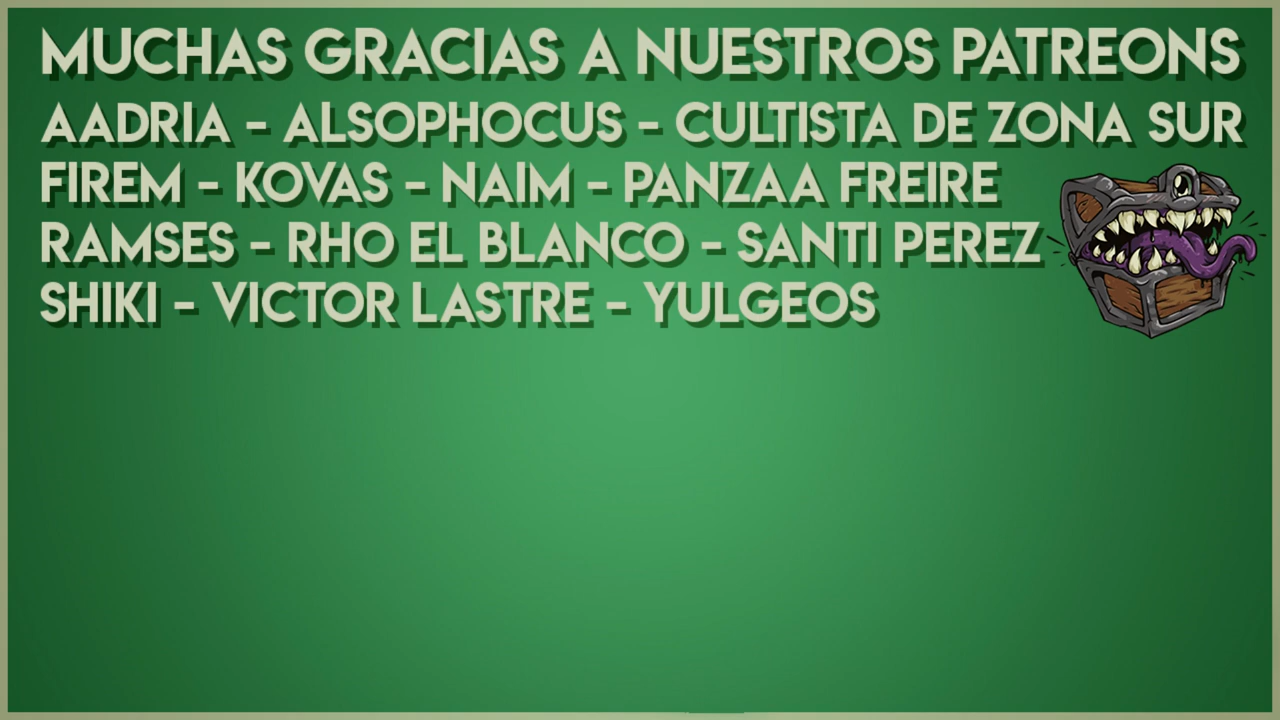 MUCHAS GRACIAS A NUESTROS PATREONS
AADRIA - ALSOPHOCUS - CULTISTA DE ZONA SUR
FIREM - KOVAS - NAIM - PANZAA FREIRE
RAMSES - RHO EL BLANCO - SANTI PEREZ
SHIKI - VICTOR LASTRE - YULGEOS